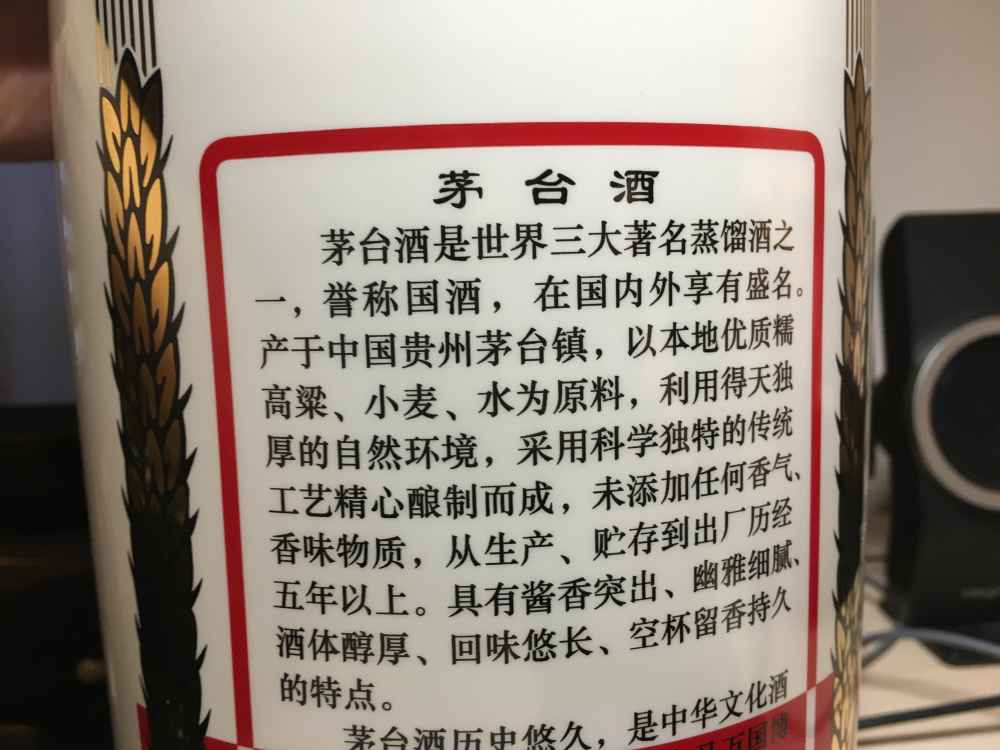 茅台酒
茅台酒是世界三大著名蒸馏酒之
一，誉称国酒，在国内外享有盛名。
产于中国贵州茅台镇，以本地优质糯
高粱、小麦、水为原料，利用得天独
厚的自然环境，采用科学独特的传统
工艺精心酿制而成，未添加任何香气、
香味物质，从生产、贮存到出厂历经
五年以上。具有酱香突出、幽雅细腻、
酒体醇厚、回味悠长、空杯留香持久
的特点。
茅台酒历史悠久，是中华文化酒
万国博